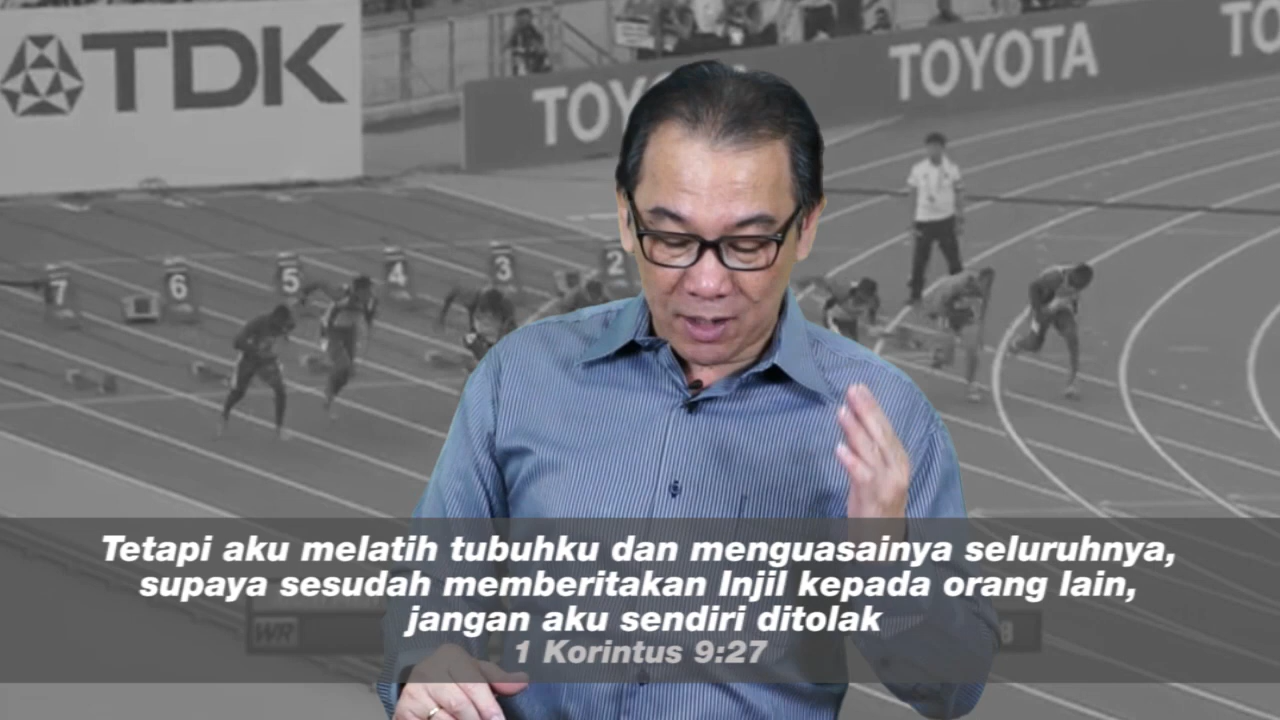 TDK
TOYOTA
TOYOTA
TO
7
6
5
4
3
2
Tetapi aku melatih tubuhku dan menguasainya seluruhnya,
supaya sesudah memberitakan Injil kepada orang lain,
jangan aku sendiri ditolak
WR
1 Korintus 9:27